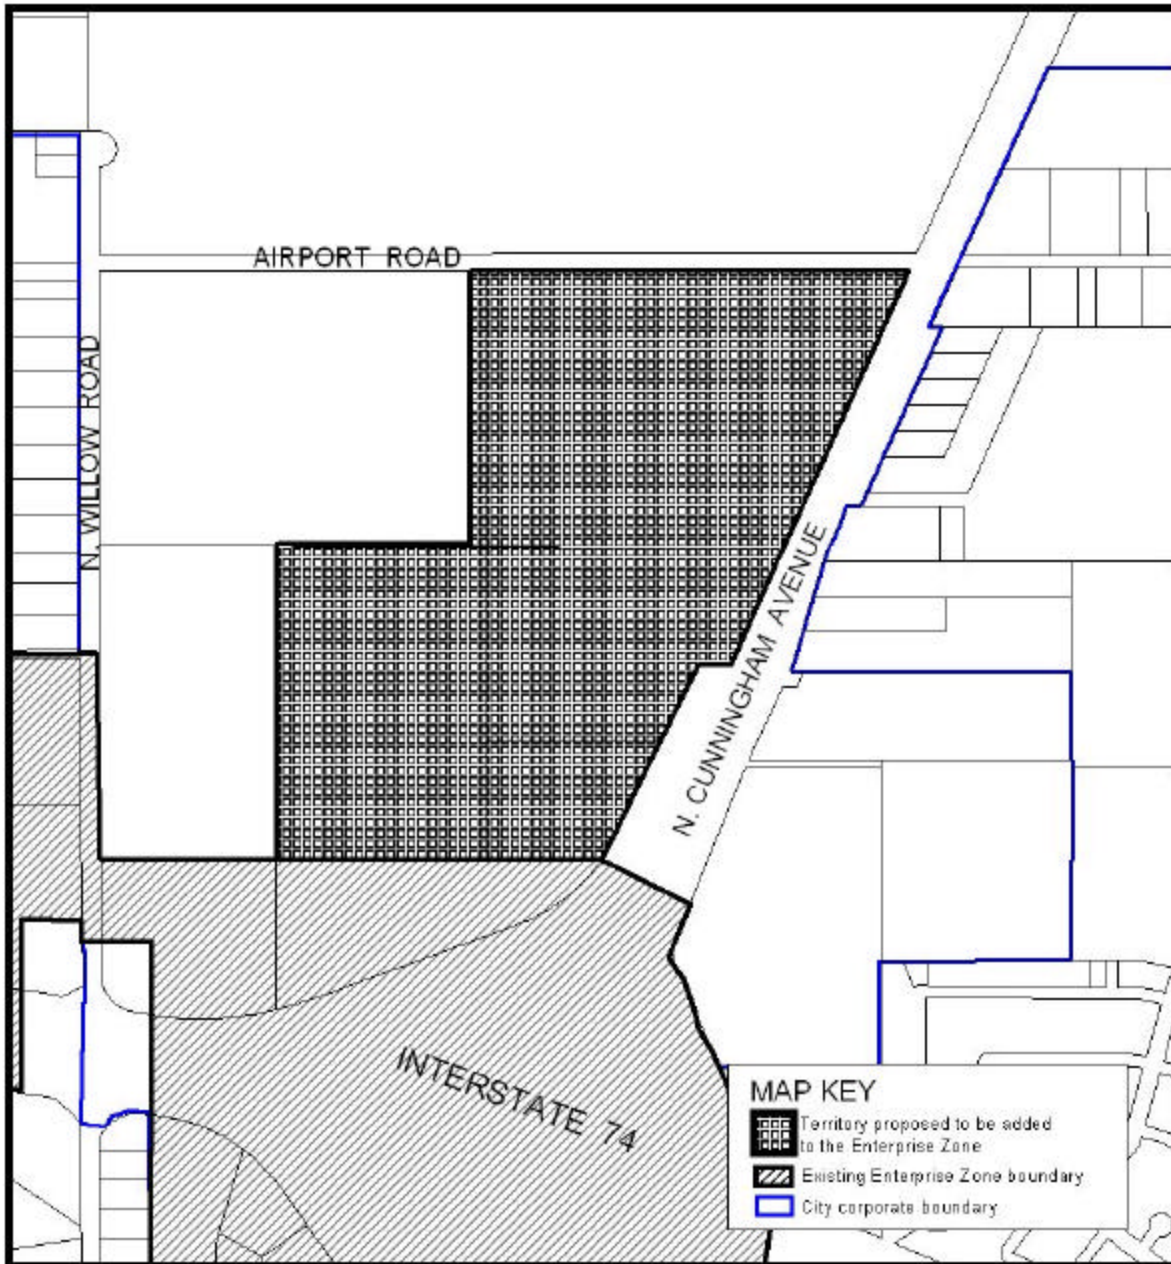 AIRPORT ROAD
N. WILLOW ROAD
N. CUNNINGHAM AVENUE
INTERSTATE 74
MAP KEY
Territory proposed to be added
to the Enterprise Zone
Existing Enterprise Zone boundary
City corporate boundary